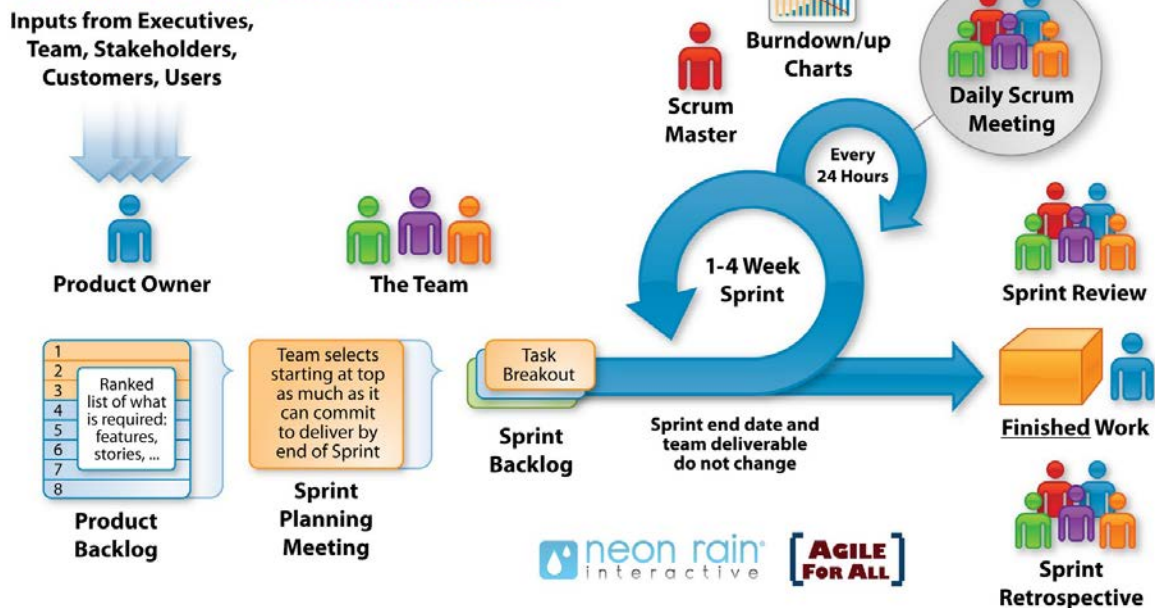 Inputs from Executives,
Team, Stakeholders,
Customers, Users
Product Owner
The Team
Scrum
Master
Burndown/up
Charts
Daily Scrum
Meeting
Every
24 Hours
1-4 Week
Sprint
Sprint Review
1
2
3
4
5
6
7
8
Ranked
list of what
is required:
features,
stories, ...
Product
Backlog
Team selects
starting at top
as much as it
can commit
to deliver by
end of Sprint
Sprint
Planning
Meeting
Task
Breakout
Sprint
Backlog
Sprint end date and
team deliverable
do not change
Finished Work
Sprint
Retrospective
neon rain
interactive
AGILE
FOR ALL